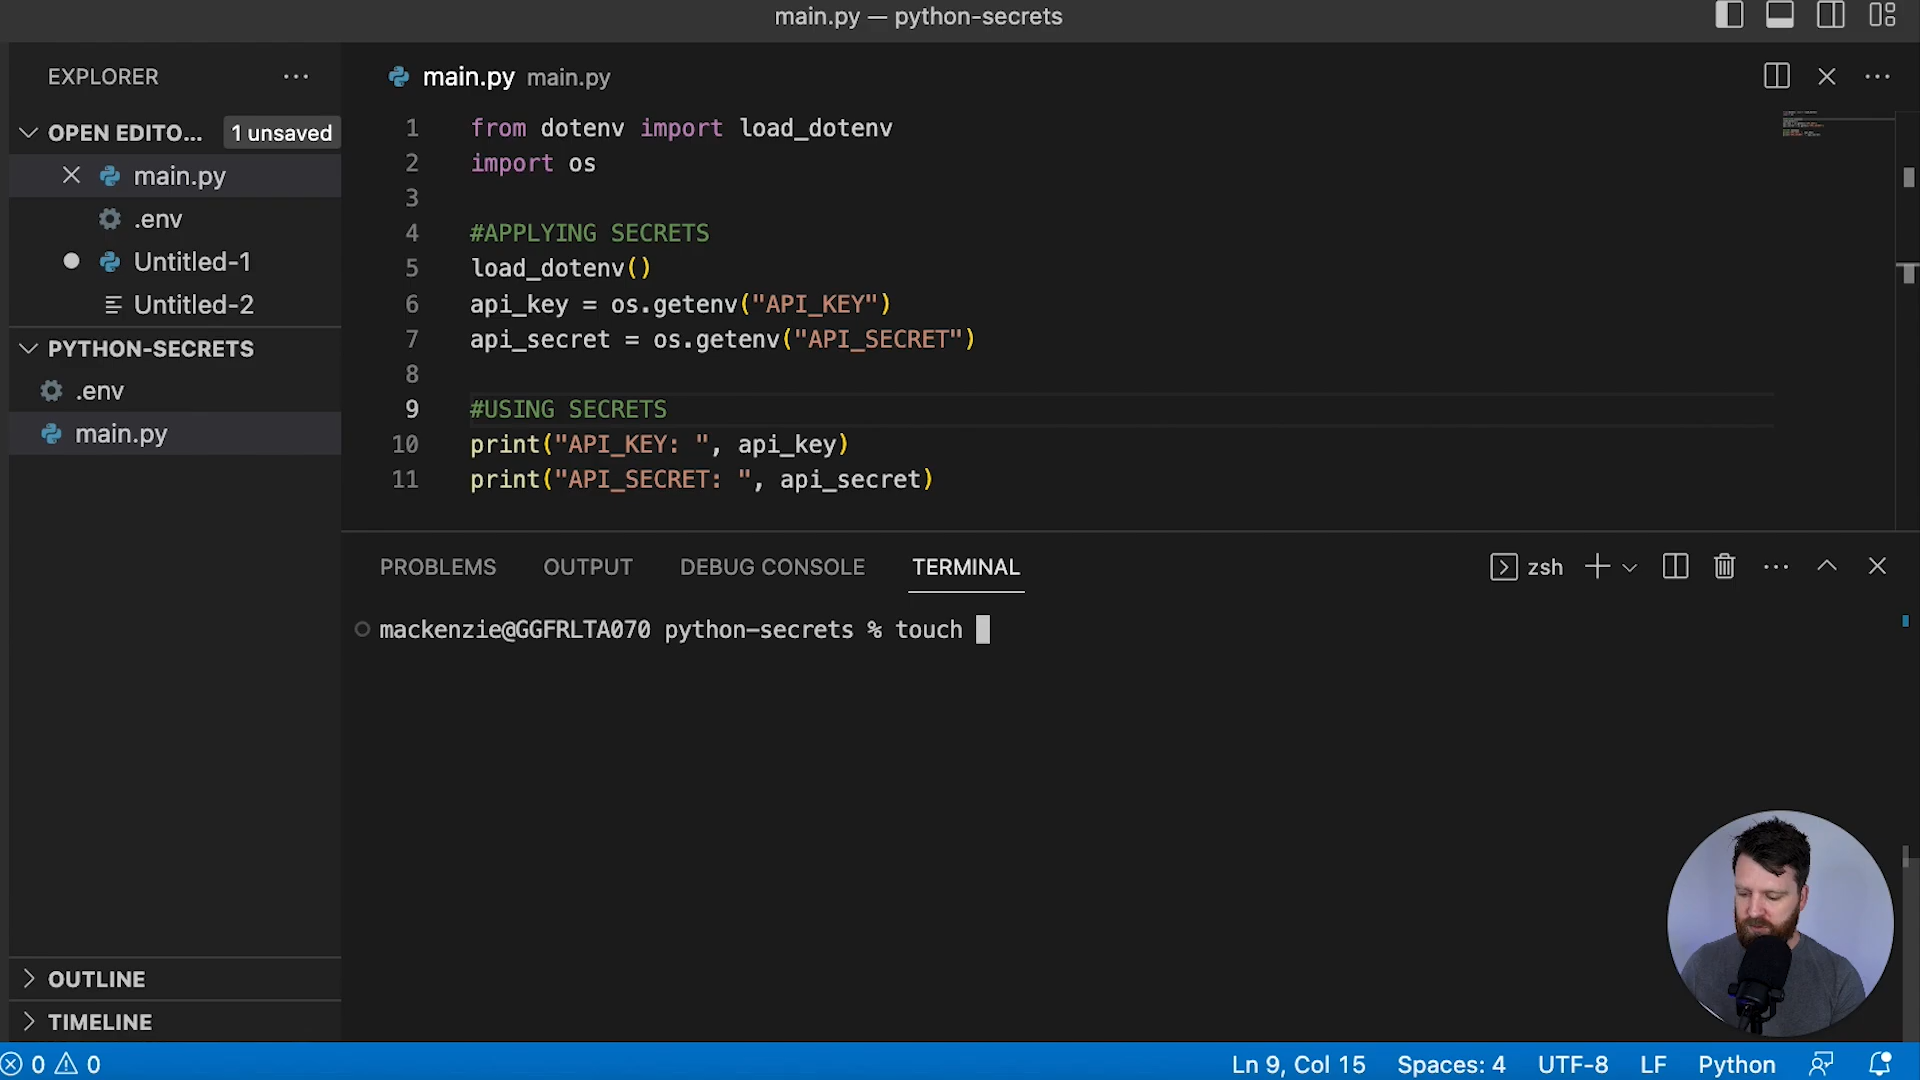 main.py — python-secrets
EXPLORER
OPEN EDITO... 1 unsaved
main.py
.env
Untitled-1
Untitled-2
PYTHON-SECRETS
.env
main.py
OUTLINE
TIMELINE
main.py main.py
1 from dotenv import load_dotenv
2 import os
3
4 #APPLYING SECRETS
5 load_dotenv()
6 api_key = os.getenv("API_KEY")
7 api_secret = os.getenv("API_SECRET")
8
9 #USING SECRETS
10 print("API_KEY: ", api_key)
11 print("API_SECRET: ", api_secret)
PROBLEMS OUTPUT DEBUG CONSOLE TERMINAL zsh
mackenzie@GGFRLTA070 python-secrets % touch
0 0 Ln 9, Col 15 Spaces: 4 UTF-8 LF Python